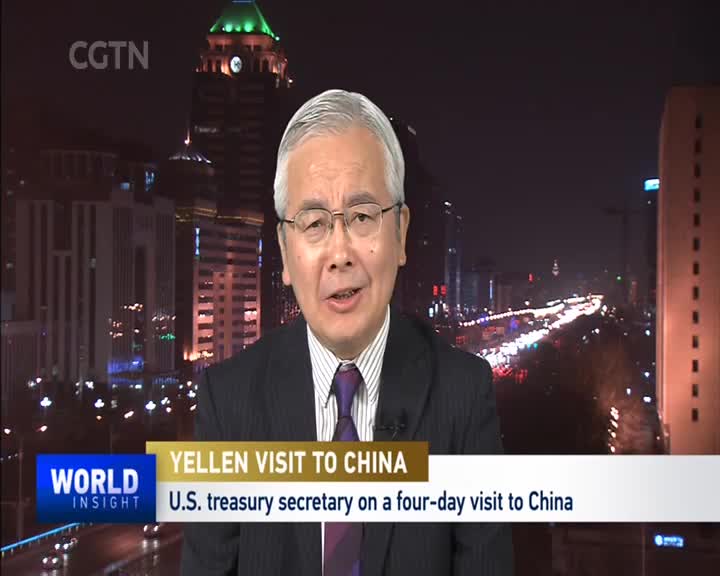 CGTN
YELLEN VISIT TO CHINA
WORLD
INSIGHT
U.S. treasury secretary on a four-day visit to China